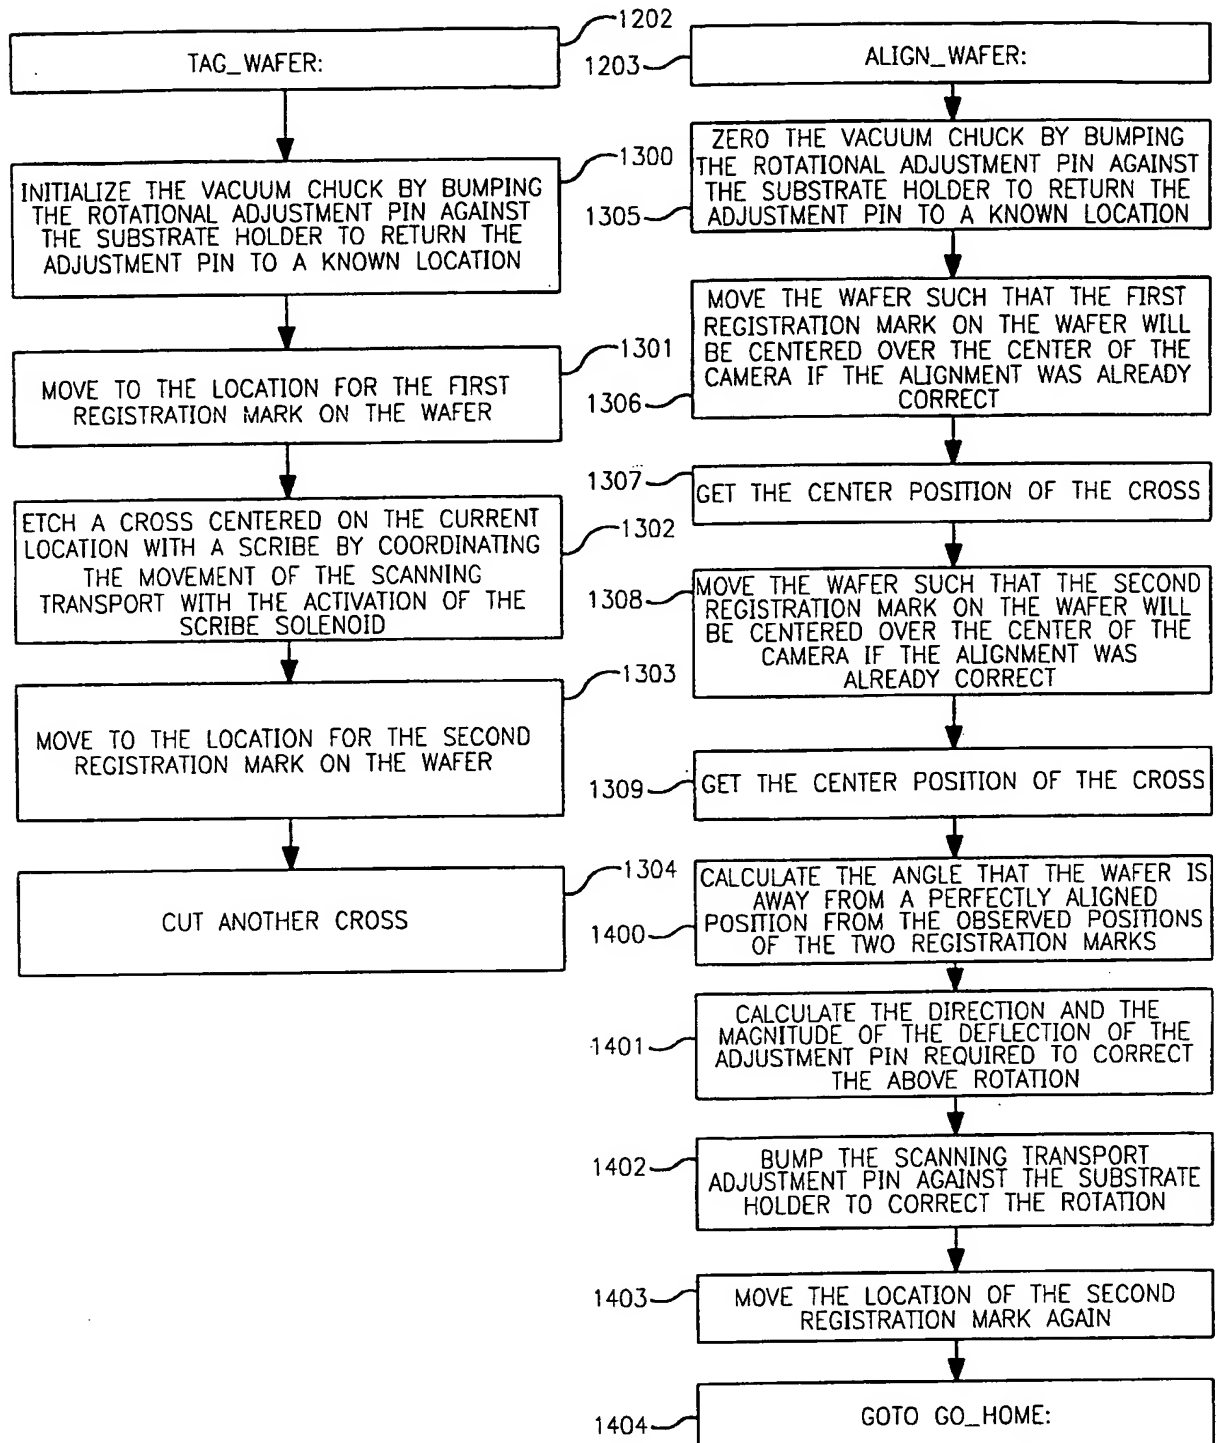 1202
TAG_WAFER:
1300
INITIALIZE THE VACUUM CHUCK BY BUMPING
THE ROTATIONAL ADJUSTMENT PIN AGAINST
THE SUBSTRATE HOLDER TO RETURN THE
ADJUSTMENT PIN TO A KNOWN LOCATION
1301
MOVE TO THE LOCATION FOR THE FIRST
REGISTRATION MARK ON THE WAFER
1302
ETCH A CROSS CENTERED ON THE CURRENT
LOCATION WITH A SCRIBE BY COORDINATING
THE MOVEMENT OF THE SCANNING
TRANSPORT WITH THE ACTIVATION OF THE
SCRIBE SOLENOID
1303
MOVE TO THE LOCATION FOR THE SECOND
REGISTRATION MARK ON THE WAFER
1304
CUT ANOTHER CROSS
1203
ALIGN_WAFER:
ZERO THE VACUUM CHUCK BY BUMPING
THE ROTATIONAL ADJUSTMENT PIN AGAINST
THE SUBSTRATE HOLDER TO RETURN THE
ADJUSTMENT PIN TO A KNOWN LOCATION
1305
MOVE THE WAFER SUCH THAT THE FIRST
REGISTRATION MARK ON THE WAFER WILL
BE CENTERED OVER THE CENTER OF THE
CAMERA IF THE ALIGNMENT WAS ALREADY
CORRECT
1306
1307
GET THE CENTER POSITION OF THE CROSS
1308
MOVE THE WAFER SUCH THAT THE SECOND
REGISTRATION MARK ON THE WAFER WILL
BE CENTERED OVER THE CENTER OF THE
CAMERA IF THE ALIGNMENT WAS
ALREADY CORRECT
1309
GET THE CENTER POSITION OF THE CROSS
CALCULATE THE ANGLE THAT THE WAFER IS
AWAY FROM A PERFECTLY ALIGNED
POSITION FROM THE OBSERVED POSITIONS
OF THE TWO REGISTRATION MARKS
1400
CALCULATE THE DIRECTION AND THE
MAGNITUDE OF THE DEFLECTION OF THE
ADJUSTMENT PIN REQUIRED TO CORRECT
THE ABOVE ROTATION
1401
1402
BUMP THE SCANNING TRANSPORT
ADJUSTMENT PIN AGAINST THE SUBSTRATE
HOLDER TO CORRECT THE ROTATION
1403
MOVE THE LOCATION OF THE SECOND
REGISTRATION MARK AGAIN
1404
GOTO GO_HOME: